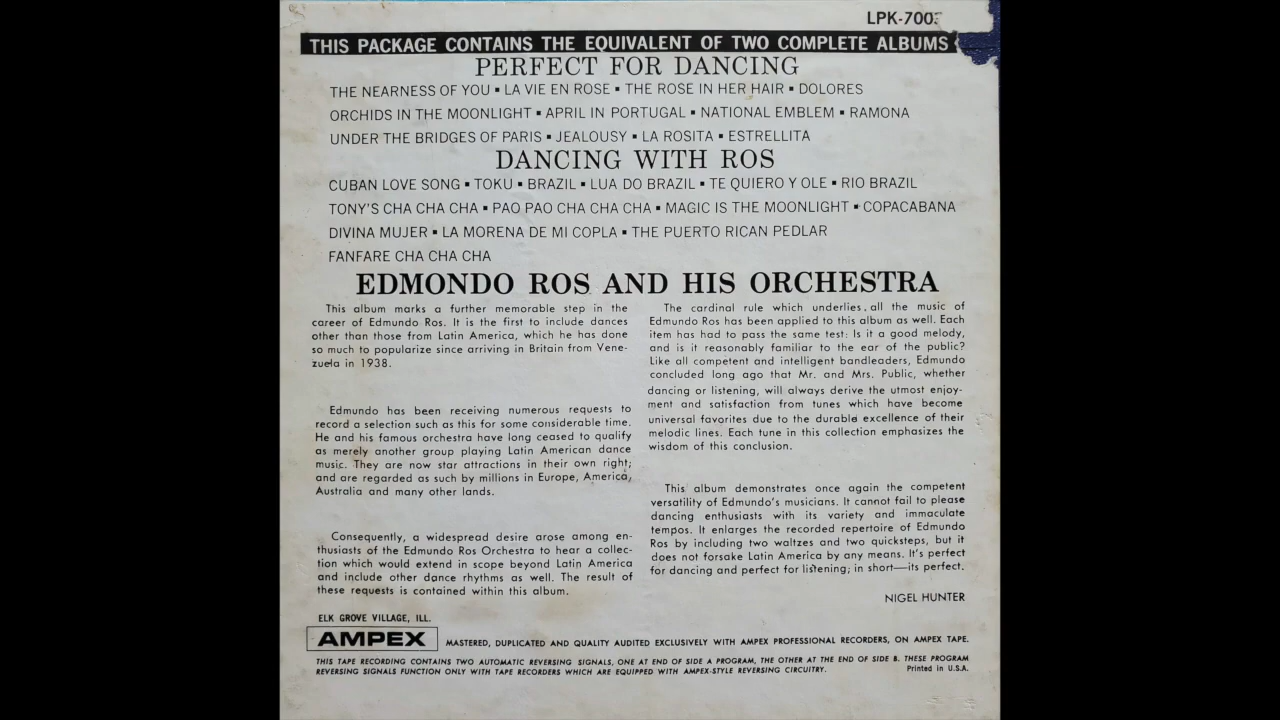 LPK-700
THIS PACKAGE CONTAINS THE EQUIVALENT OF TWO COMPLETE ALBUMS
PERFECT FOR DANCING
THE NEARNESS OF YOU ▪ LA VIE EN ROSE ▪ THE ROSE IN HER HAIR ▪ DOLORES
ORCHIDS IN THE MOONLIGHT ▪ APRIL IN PORTUGAL ▪ NATIONAL EMBLEM ▪ RAMONA
UNDER THE BRIDGES OF PARIS ▪ JEALOUSY ▪ LA ROSITA ▪ ESTRELLITA
DANCING WITH ROS
CUBAN LOVE SONG ▪ TOKU ▪ BRAZIL ▪ LUA DO BRAZIL ▪ TE QUIERO Y OLE ▪ RIO BRAZIL
TONY'S CHA CHA CHA ▪ PAO PAO CHA CHA CHA ▪ MAGIC IS THE MOONLIGHT ▪ COPACABANA
DIVINA MUJER ▪ LA MORENA DE MI COPLA ▪ THE PUERTO RICAN PEDLAR
FANFARE CHA CHA CHA
EDMONDO ROS AND HIS ORCHESTRA
This album marks a further memorable step in the
career of Edmundo Ros. It is the first to include dances
other than those from Latin America, which he has done
so much to popularize since arriving in Britain from Vene-
zuela in 1938.
Edmundo has been receiving numerous requests to
record a selection such as this for some considerable time.
He and his famous orchestra have long ceased to qualify
as merely another group playing Latin American dance
music. They are now star attractions in their own right;
and are regarded as such by millions in Europe, America,
Australia and many other lands.
Consequently, a widespread desire arose among en-
thusiasts of the Edmundo Ros Orchestra to hear a collec-
tion which would extend in scope beyond Latin America
and include other dance rhythms as well. The result of
these requests is contained within this album.
The cardinal rule which underlies all the music of
Edmundo Ros has been applied to this album as well. Each
item has had to pass the same test: Is it a good melody,
and is it reasonably familiar to the ear of the public?
Like all competent and intelligent bandleaders, Edmundo
concluded long ago that Mr. and Mrs. Public, whether
dancing or listening, will always derive the utmost enjoy-
ment and satisfaction from tunes which have become
universal favorites due to the durable excellence of their
melodic lines. Each tune in this collection emphasizes the
wisdom of this conclusion.
This album demonstrates once again the competent
versatility of Edmundo's musicians. It cannot fail to please
dancing enthusiasts with its variety and immaculate
tempos. It enlarges the recorded repertoire of Edmundo
Ros by including two waltzes and two quicksteps, but it
does not forsake Latin America by any means. It's perfect
for dancing and perfect for listening; in short—its perfect.
NIGEL HUNTER
ELK GROVE VILLAGE, ILL.
AMPEX MASTERED, DUPLICATED AND QUALITY AUDITED EXCLUSIVELY WITH AMPEX PROFESSIONAL RECORDERS, ON AMPEX TAPE.
THIS TAPE RECORDING CONTAINS TWO AUTOMATIC REVERSING SIGNALS, ONE AT END OF SIDE A PROGRAM, THE OTHER AT THE END OF SIDE B. THESE PROGRAM
REVERSING SIGNALS FUNCTION ONLY WITH TAPE RECORDERS WHICH ARE EQUIPPED WITH AMPEX-STYLE REVERSING CIRCUITRY. Printed in U.S.A.